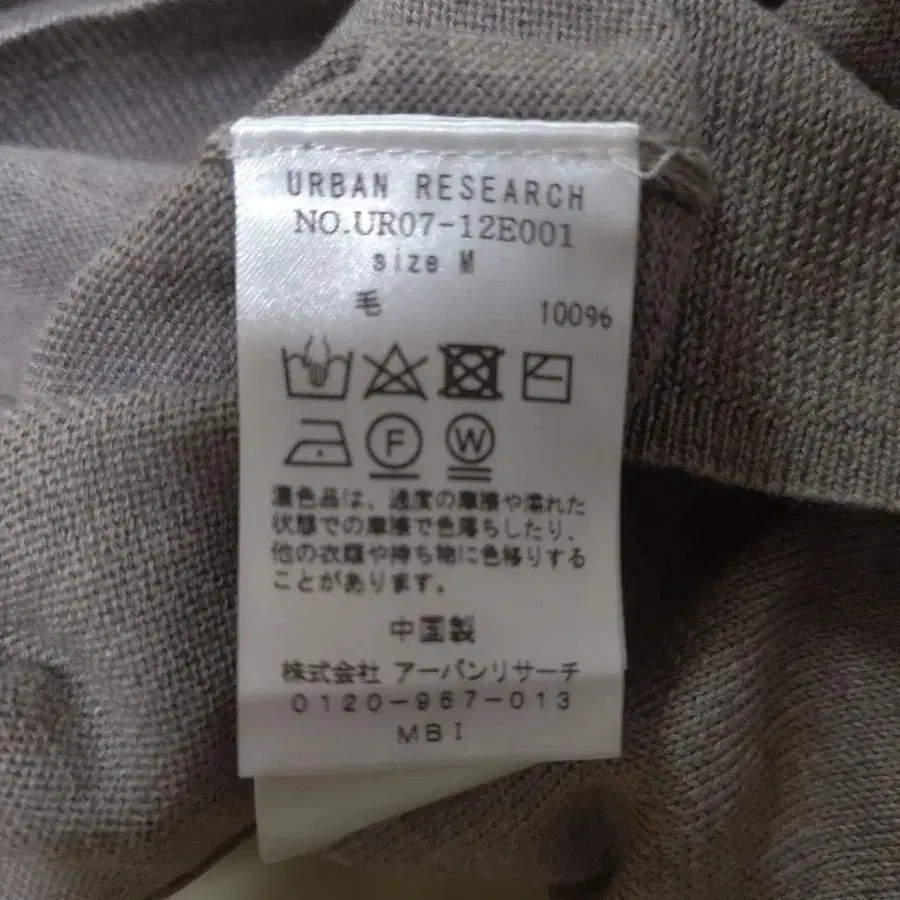 URBAN RESEARCH
NO.UR07-12E001
size M
毛 100%
F W
濃色品は、過度の摩擦や濡れた
状態での摩擦で色落ちしたり、
他の衣類や持ち物に色移りする
ことがあります。
中国製
株式会社 アーバンリサーチ
0120-967-013
MBI